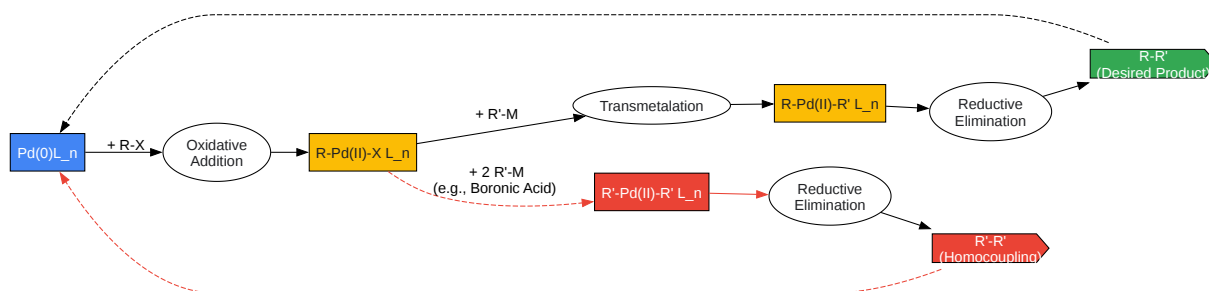 R-R'
(Desired Product)
+ R'-M
Transmetalation
R-Pd(II)-R' L_n
Reductive
Elimination
Pd(0)L_n
+ R-X
Oxidative
Addition
R-Pd(II)-X L_n
+ 2 R'-M
(e.g., Boronic Acid)
R'-Pd(II)-R' L_n
Reductive
Elimination
R'-R'
(Homocoupling)